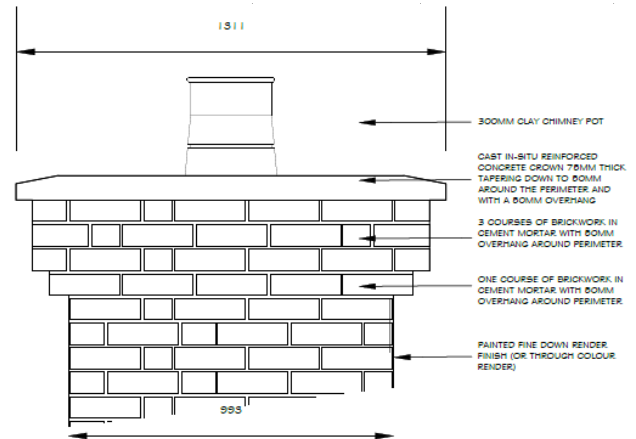 1311
300MM CLAY CHIMNEY POT
CAST IN-SITU REINFORCED
CONCRETE CROWN 75MM THICK
TAPERING DOWN TO 50MM
AROUND THE PERIMETER AND
WITH A 50MM OVERHANG
3 COURSES OF BRICKWORK IN
CEMENT MORTAR WITH 50MM
OVERHANG AROUND PERIMETER
ONE COURSE OF BRICKWORK IN
CEMENT MORTAR WITH 50MM
OVERHANG AROUND PERIMETER
PAINTED FINE DOWN RENDER
FINISH (OR THROUGH COLOUR
RENDER)
993